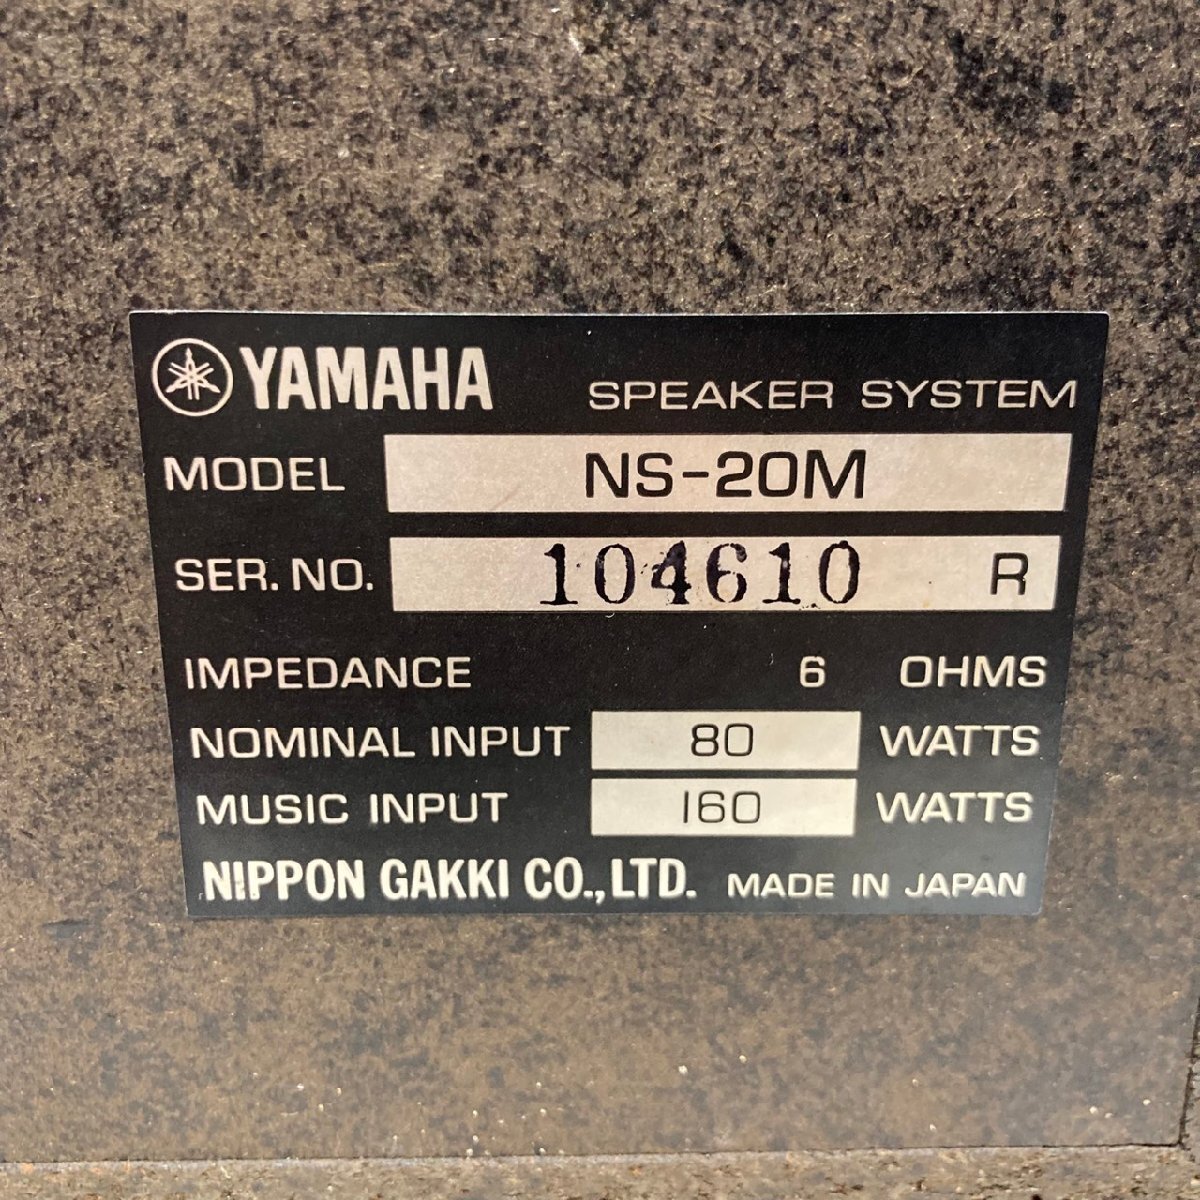 YAMAHA SPEAKER SYSTEM
MODEL NS-20M
SER. NO. 104610 R
IMPEDANCE 6 OHMS
NOMINAL INPUT 80 WATTS
MUSIC INPUT 160 WATTS
NIPPON GAKKI CO.,LTD. MADE IN JAPAN